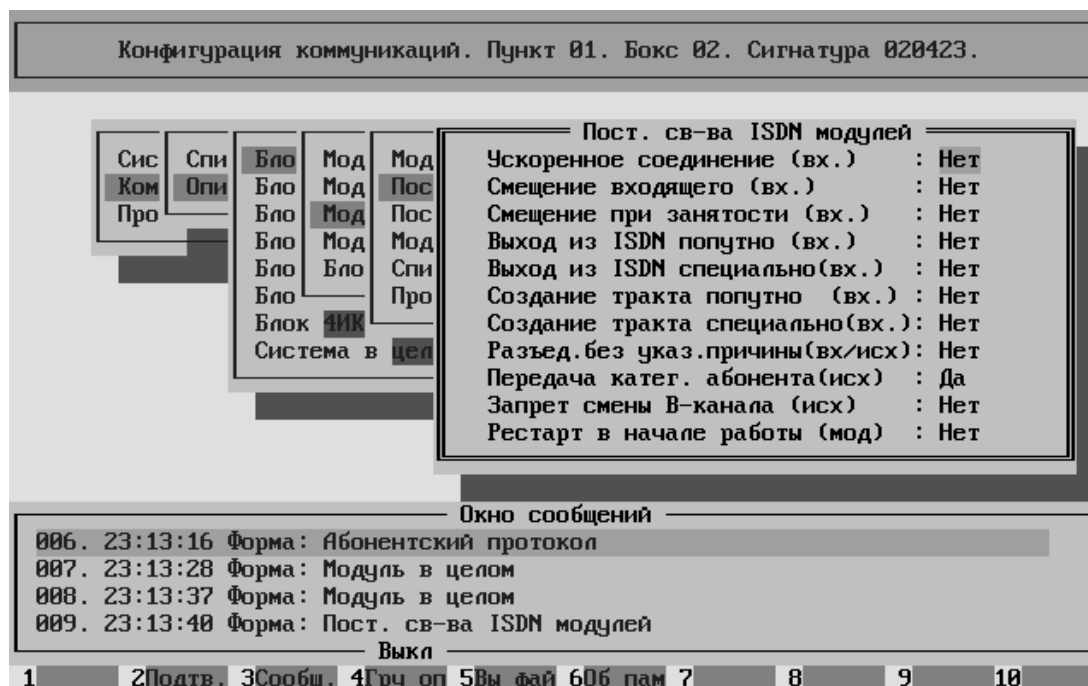 Конфигурация коммуникаций. Пункт 01. Бокс 02. Сигнатура 020423.
Пост. св-ва ISDN модулей
Сис Спи Бло Мод Мод Ускоренное соединение (вх.) : Нет
Ком Опи Бло Мод Пос Смещение входящего (вх.) : Нет
Про Бло Мод Пос Смещение при занятости (вх.) : Нет
Бло Мод Мод Выход из ISDN попутно (вх.) : Нет
Бло Бло Спи Выход из ISDN специально(вх.) : Нет
Бло Про Создание тракта попутно (вх.) : Нет
Блок 4ИК Создание тракта специально(вх.): Нет
Система в цел Разъед.без указ.причины(вх/исх): Нет
Передача катег. абонента(исх) : Да
Запрет смены В-канала (исх) : Нет
Рестарт в начале работы (мод) : Нет
Окно сообщений
006. 23:13:16 Форма: Абонентский протокол
007. 23:13:28 Форма: Модуль в целом
008. 23:13:37 Форма: Модуль в целом
009. 23:13:40 Форма: Пост. св-ва ISDN модулей
Выкл
1 2Подтв. 3Сообщ. 4Гру оп 5Вы фай 6Об пам 7 8 9 10